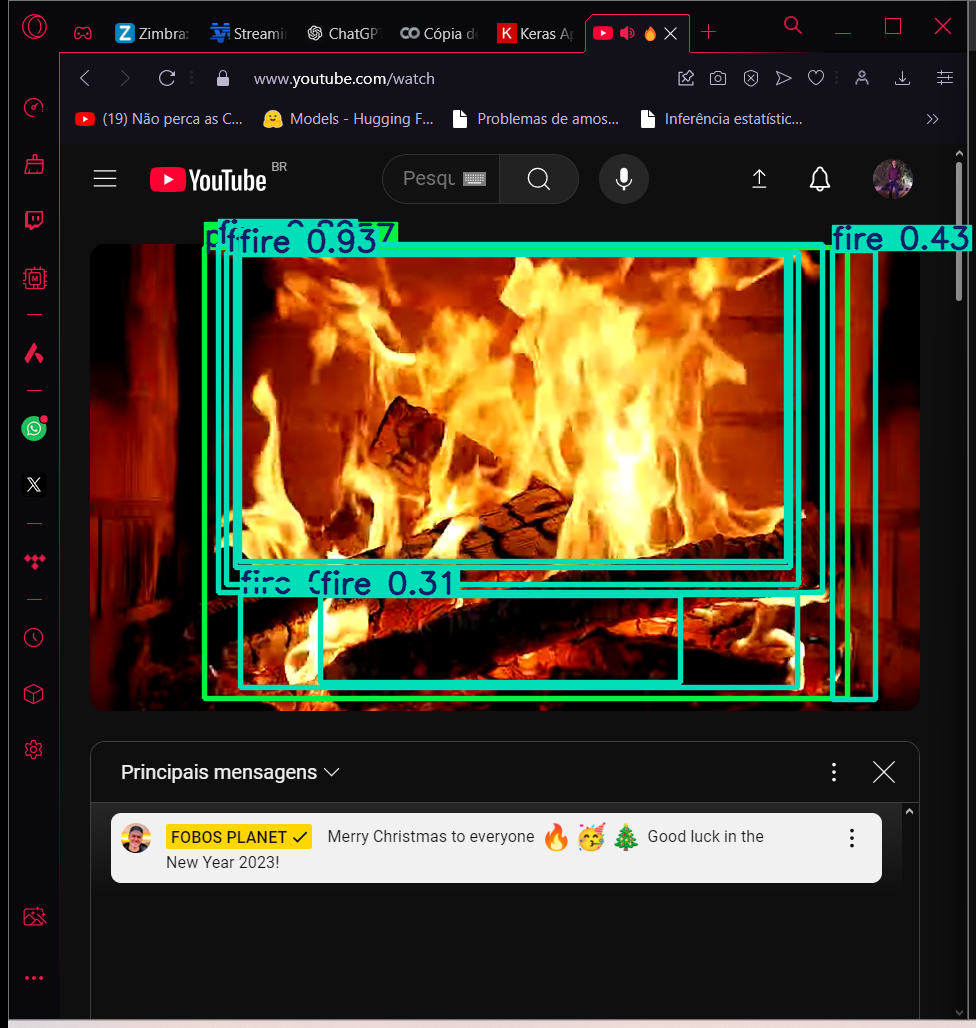 Zimbra:
Streami
ChatGPT
Cópia d
Keras Ap
www.youtube.com/watch
(19) Não perca as C...
Models - Hugging F...
Problemas de amos...
Inferência estatístic...
YouTube BR
Pesqu
fire 0.93
fire 0.43
fire 0.31
Principais mensagens
FOBOS PLANET Merry Christmas to everyone 🔥 🥳 🎄 Good luck in the
New Year 2023!